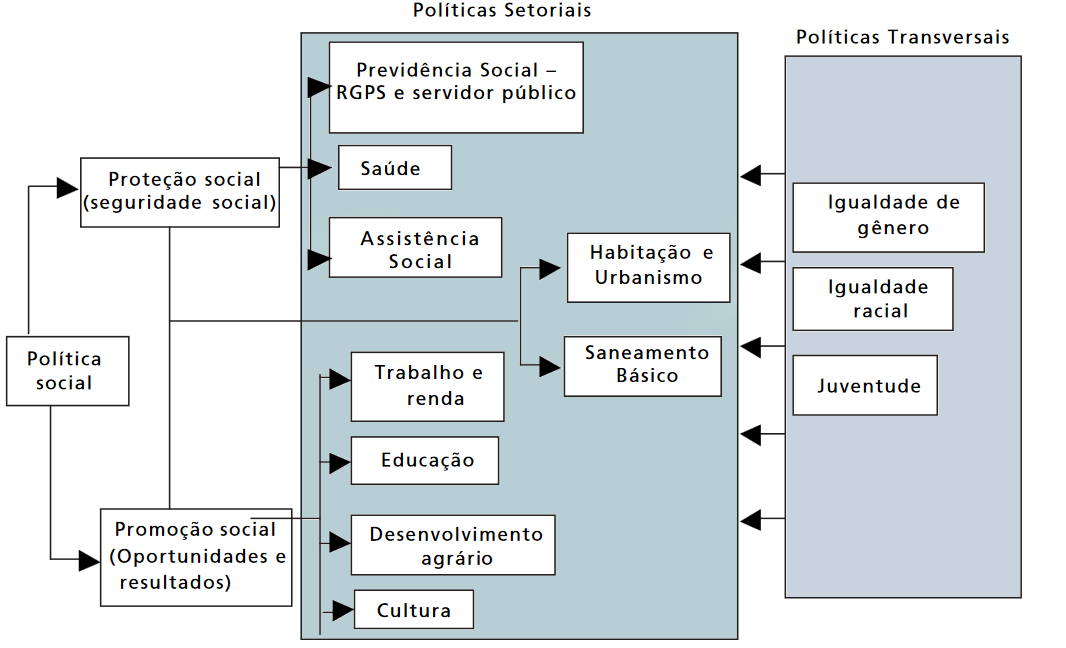 Políticas Setoriais
Políticas Transversais
Previdência Social –
RGPS e servidor público
Saúde
Proteção social
(seguridade social)
Assistência
Social
Habitação e
Urbanismo
Igualdade de
gênero
Igualdade
racial
Política
social
Saneamento
Básico
Trabalho e
renda
Juventude
Educação
Promoção social
(Oportunidades e
resultados)
Desenvolvimento
agrário
Cultura